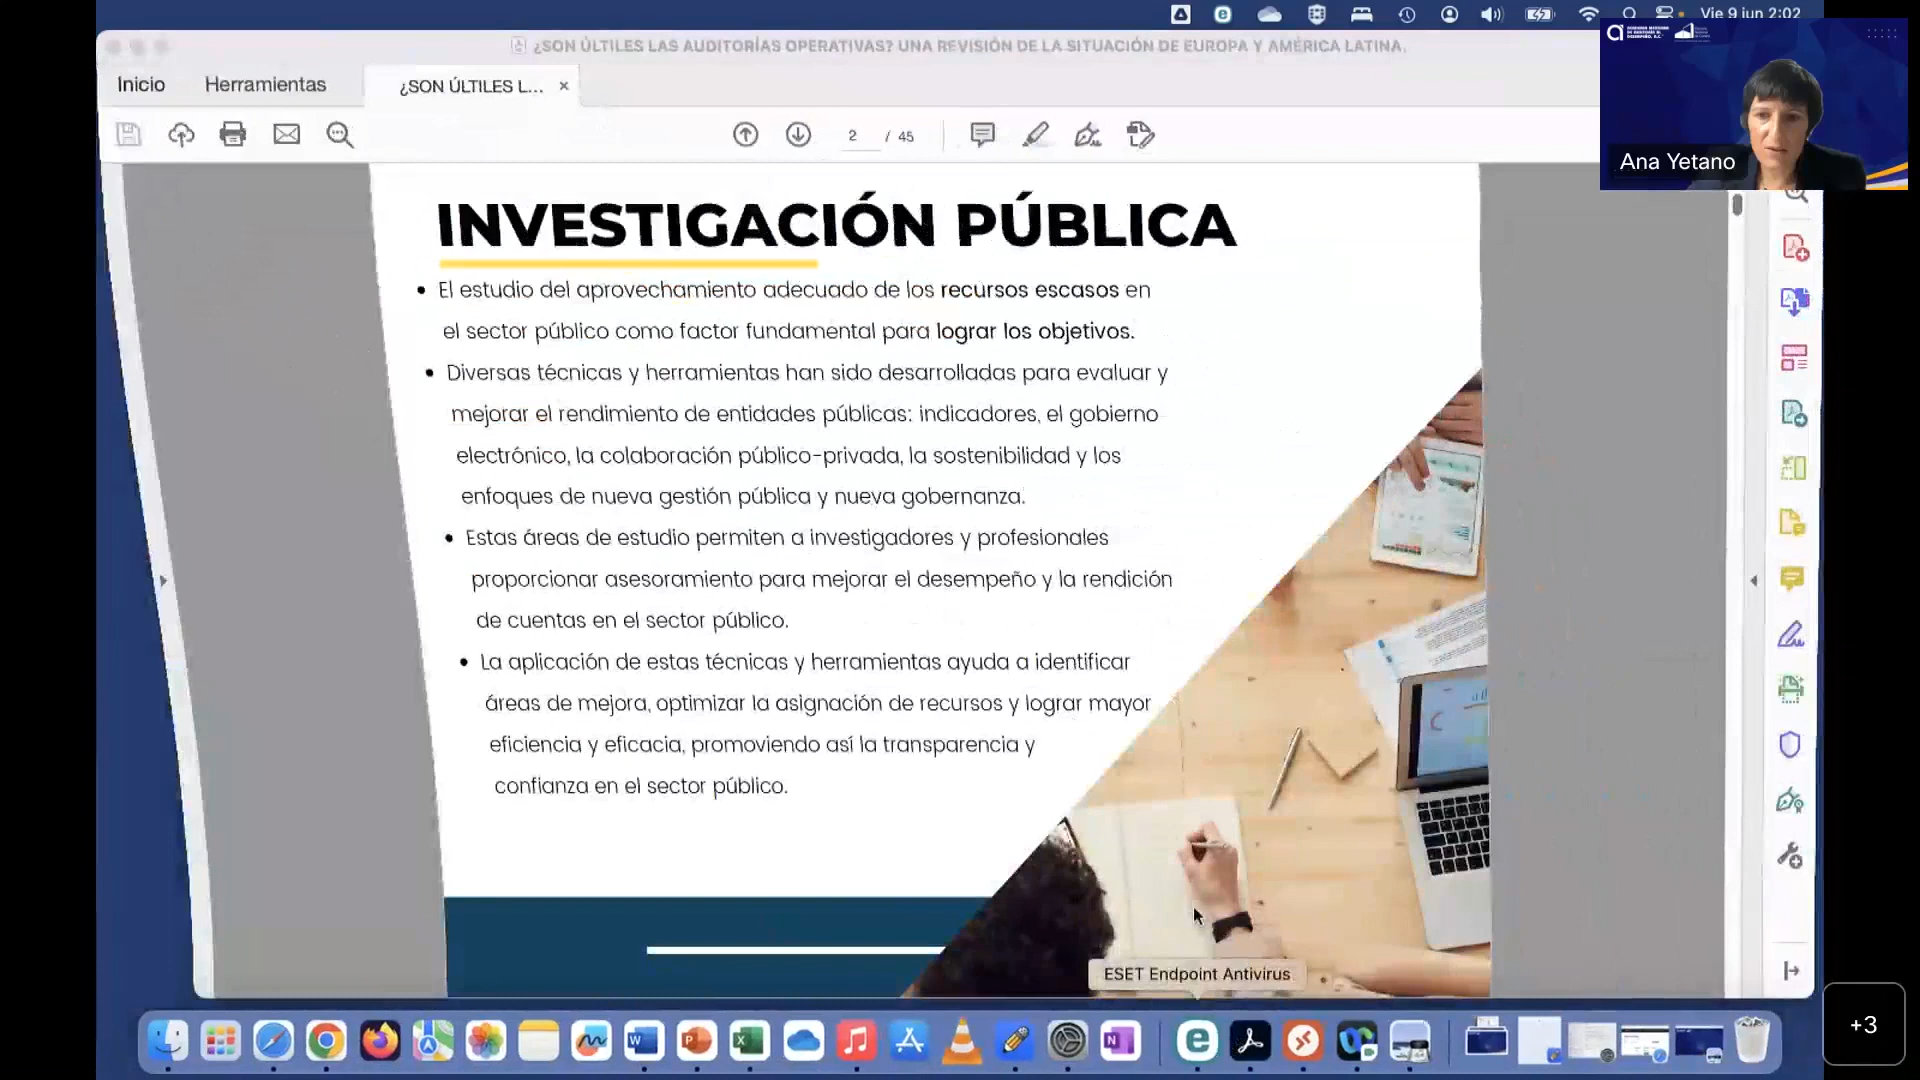 Vie 9 jun 2:02
¿SON ÚLTILES LAS AUDITORÍAS OPERATIVAS? UNA REVISIÓN DE LA SITUACIÓN DE EUROPA Y AMÉRICA LATINA.
Inicio Herramientas ¿SON ÚLTILES L... ×
2 / 45
Ana Yetano
INVESTIGACIÓN PÚBLICA
• El estudio del aprovechamiento adecuado de los recursos escasos en
el sector público como factor fundamental para lograr los objetivos.
• Diversas técnicas y herramientas han sido desarrolladas para evaluar y
mejorar el rendimiento de entidades públicas: indicadores, el gobierno
electrónico, la colaboración público-privada, la sostenibilidad y los
enfoques de nueva gestión pública y nueva gobernanza.
• Estas áreas de estudio permiten a investigadores y profesionales
proporcionar asesoramiento para mejorar el desempeño y la rendición
de cuentas en el sector público.
• La aplicación de estas técnicas y herramientas ayuda a identificar
áreas de mejora, optimizar la asignación de recursos y lograr mayor
eficiencia y eficacia, promoviendo así la transparencia y
confianza en el sector público.
ESET Endpoint Antivirus
+3